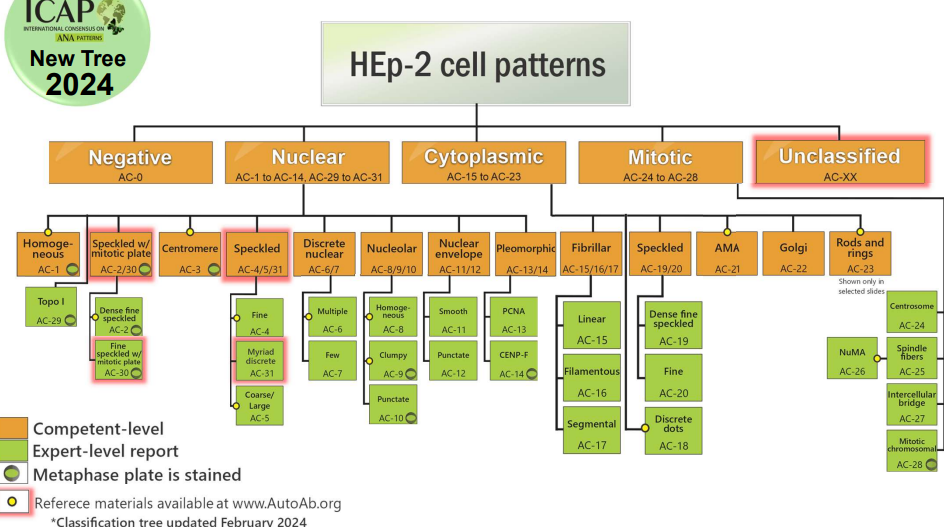 ICAP
INTERNATIONAL CONSENSUS ON
ANA PATTERNS
New Tree
2024
HEp-2 cell patterns
Negative
AC-0
Nuclear
AC-1 to AC-14, AC-29 to AC-31
Cytoplasmic
AC-15 to AC-23
Mitotic
AC-24 to AC-28
Unclassified
AC-XX
Homoge-
neous
AC-1
Speckled w/
mitotic plate
AC-2/30
Centromere
AC-3
Speckled
AC-4/5/31
Discrete
nuclear
AC-6/7
Nucleolar
AC-8/9/10
Nuclear
envelope
AC-11/12
Pleomorphic
AC-13/14
Fibrillar
AC-15/16/17
Speckled
AC-19/20
AMA
AC-21
Golgi
AC-22
Rods and
rings
AC-23
Shown only in
selected slides
Topo I
AC-29
Dense fine
speckled
AC-2
Fine
speckled w/
mitotic plate
AC-30
Fine
AC-4
Myriad
discrete
AC-31
Coarse/
Large
AC-5
Multiple
AC-6
Few
AC-7
Homoge-
neous
AC-8
Clumpy
AC-9
Punctate
AC-10
Smooth
AC-11
Punctate
AC-12
PCNA
AC-13
CENP-F
AC-14
Linear
AC-15
Filamentous
AC-16
Segmental
AC-17
Dense fine
speckled
AC-19
Fine
AC-20
Discrete
dots
AC-18
Centrosome
AC-24
NuMA
AC-26
Spindle
fibers
AC-25
Intercellular
bridge
AC-27
Mitotic
chromosomal
AC-28
Competent-level
Expert-level report
Metaphase plate is stained
Referece materials available at www.AutoAb.org
*Classification tree updated February 2024